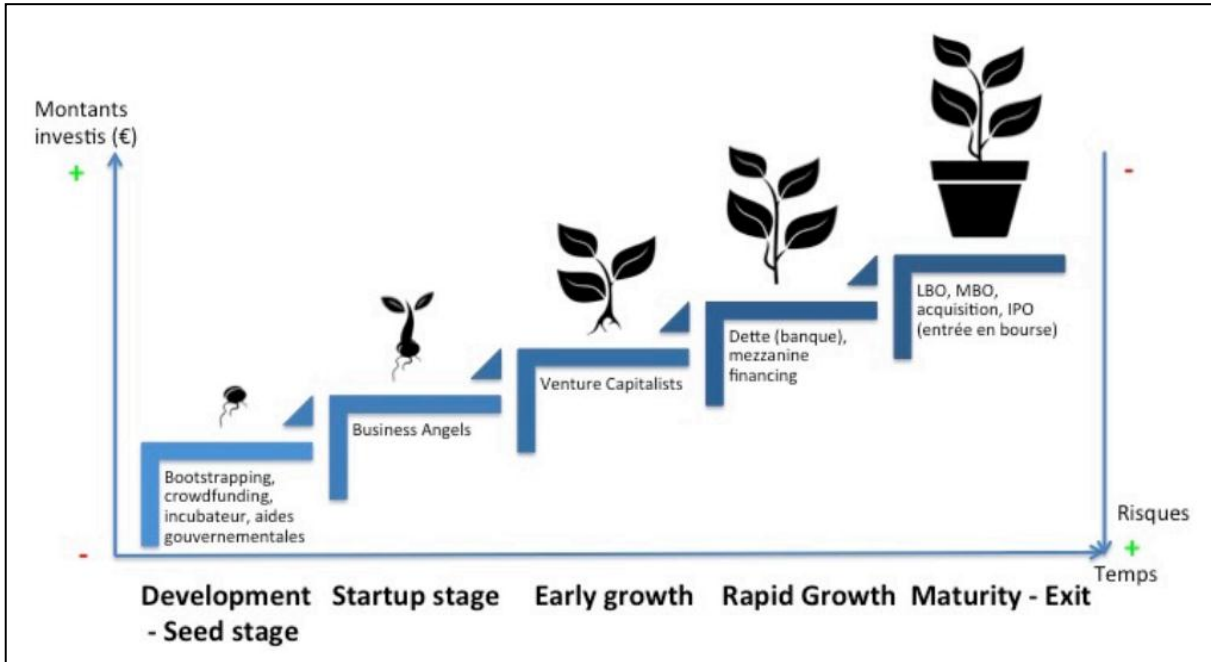 Montants
investis (€)
+
-
Bootstrapping,
crowdfunding,
incubateur, aides
gouvernementales
Business Angels
Venture Capitalists
Dette (banque),
mezzanine
financing
LBO, MBO,
acquisition, IPO
(entrée en bourse)
-
Risques
+
Temps
Development
- Seed stage
Startup stage
Early growth
Rapid Growth
Maturity - Exit